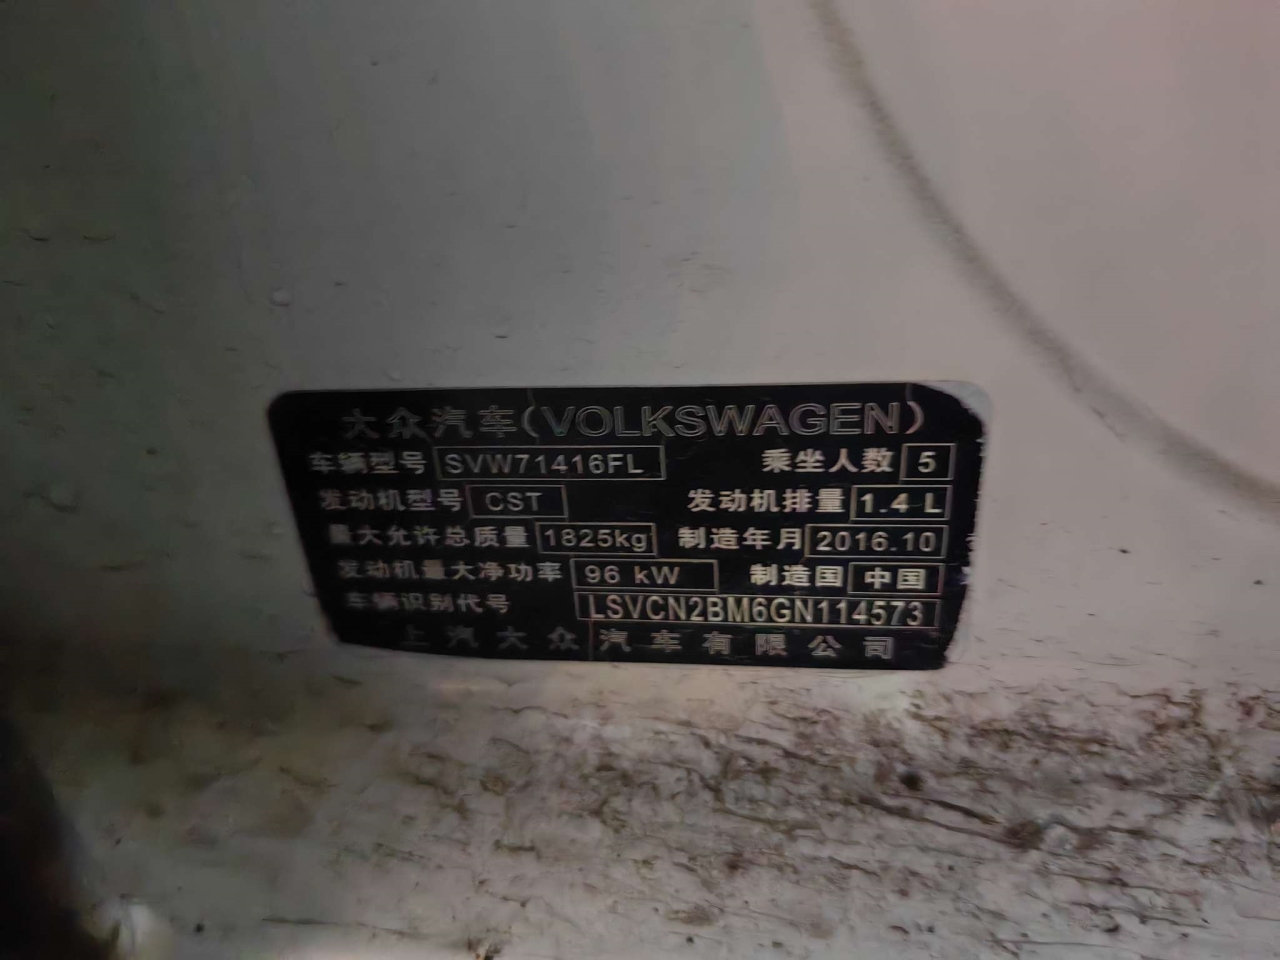 大众汽车(VOLKSWAGEN)
车辆型号 SVW71416FL 乘坐人数 5
发动机型号 CST 发动机排量 1.4 L
最大允许总质量 1825kg 制造年月 2016.10
发动机最大净功率 96 kW 制造国 中国
车辆识别代号 LSVCN2BM6GN114573
上汽大众汽车有限公司